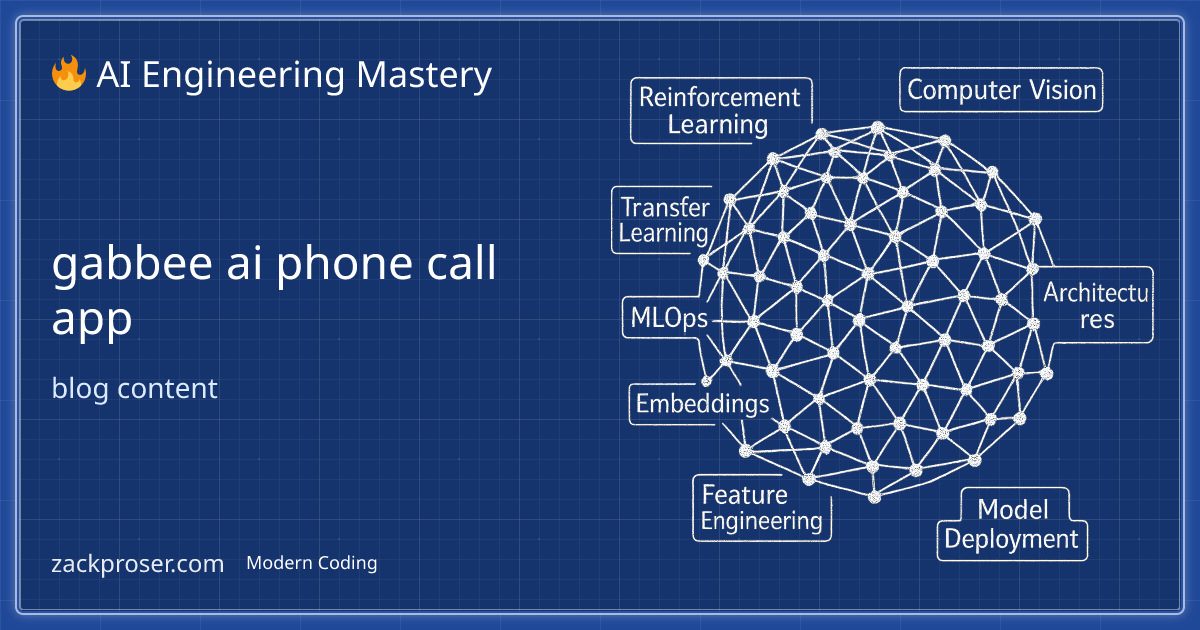 🔥 AI Engineering Mastery
gabbee ai phone call
app
blog content
zackproser.com Modern Coding
Reinforcement
Learning
Computer Vision
Transfer
Learning
MLOps
Architectu
res
Embeddings
Feature
Engineering
Model
Deployment